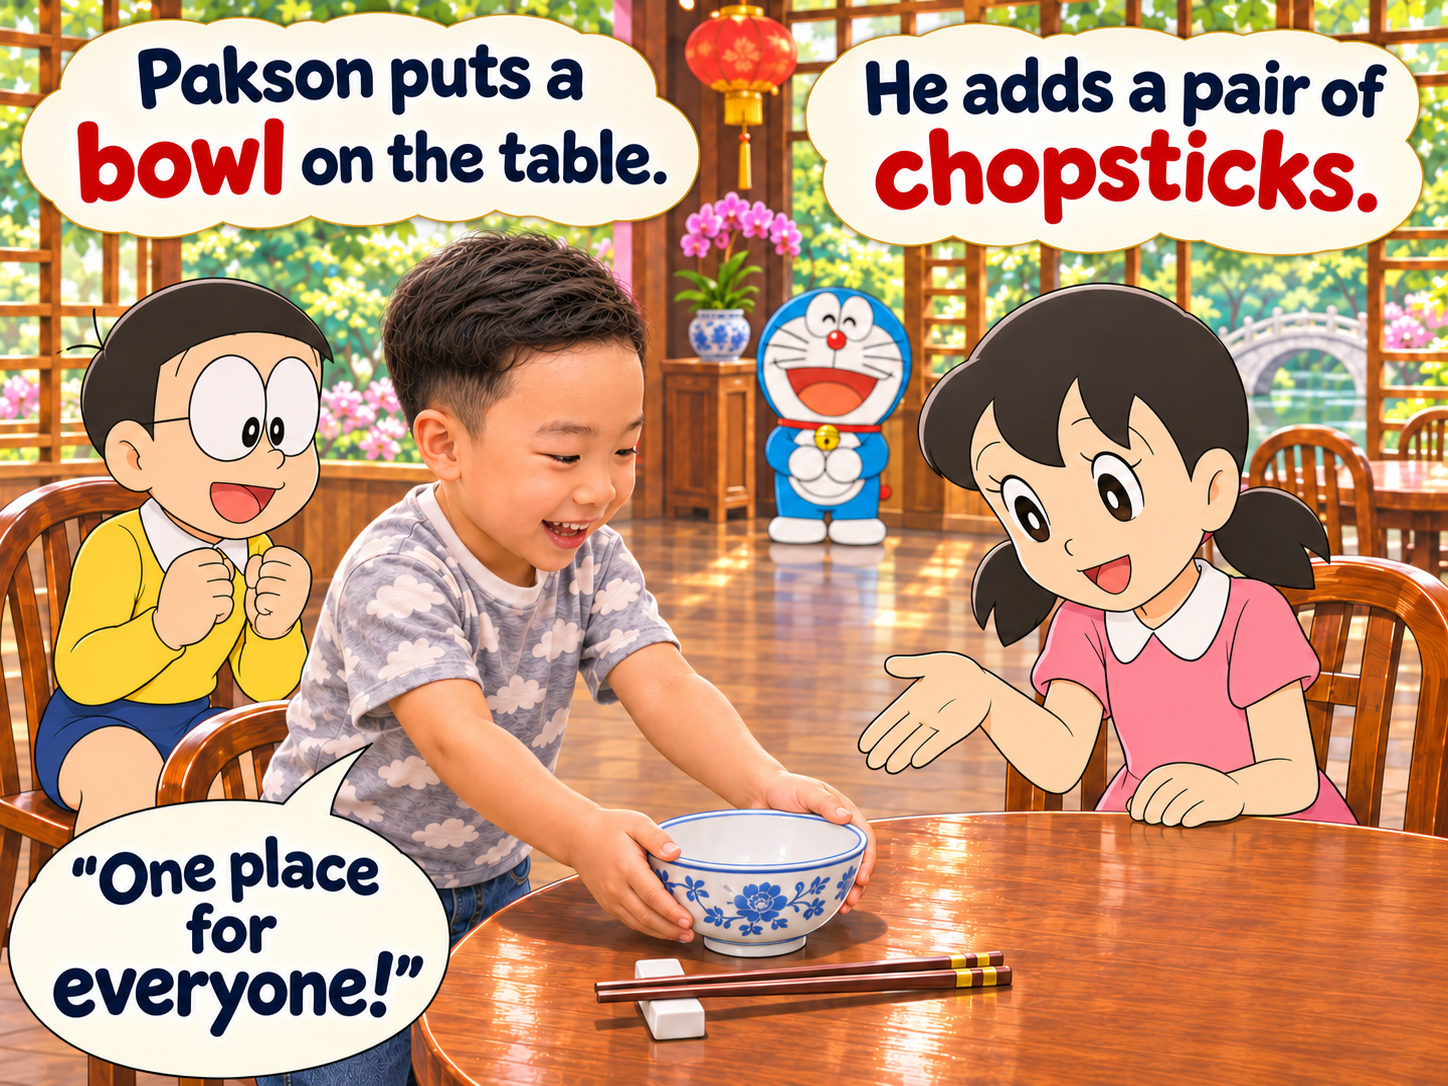 Pakson puts a
bowl on the table.
He adds a pair of
chopsticks.
“One place
for
everyone!”